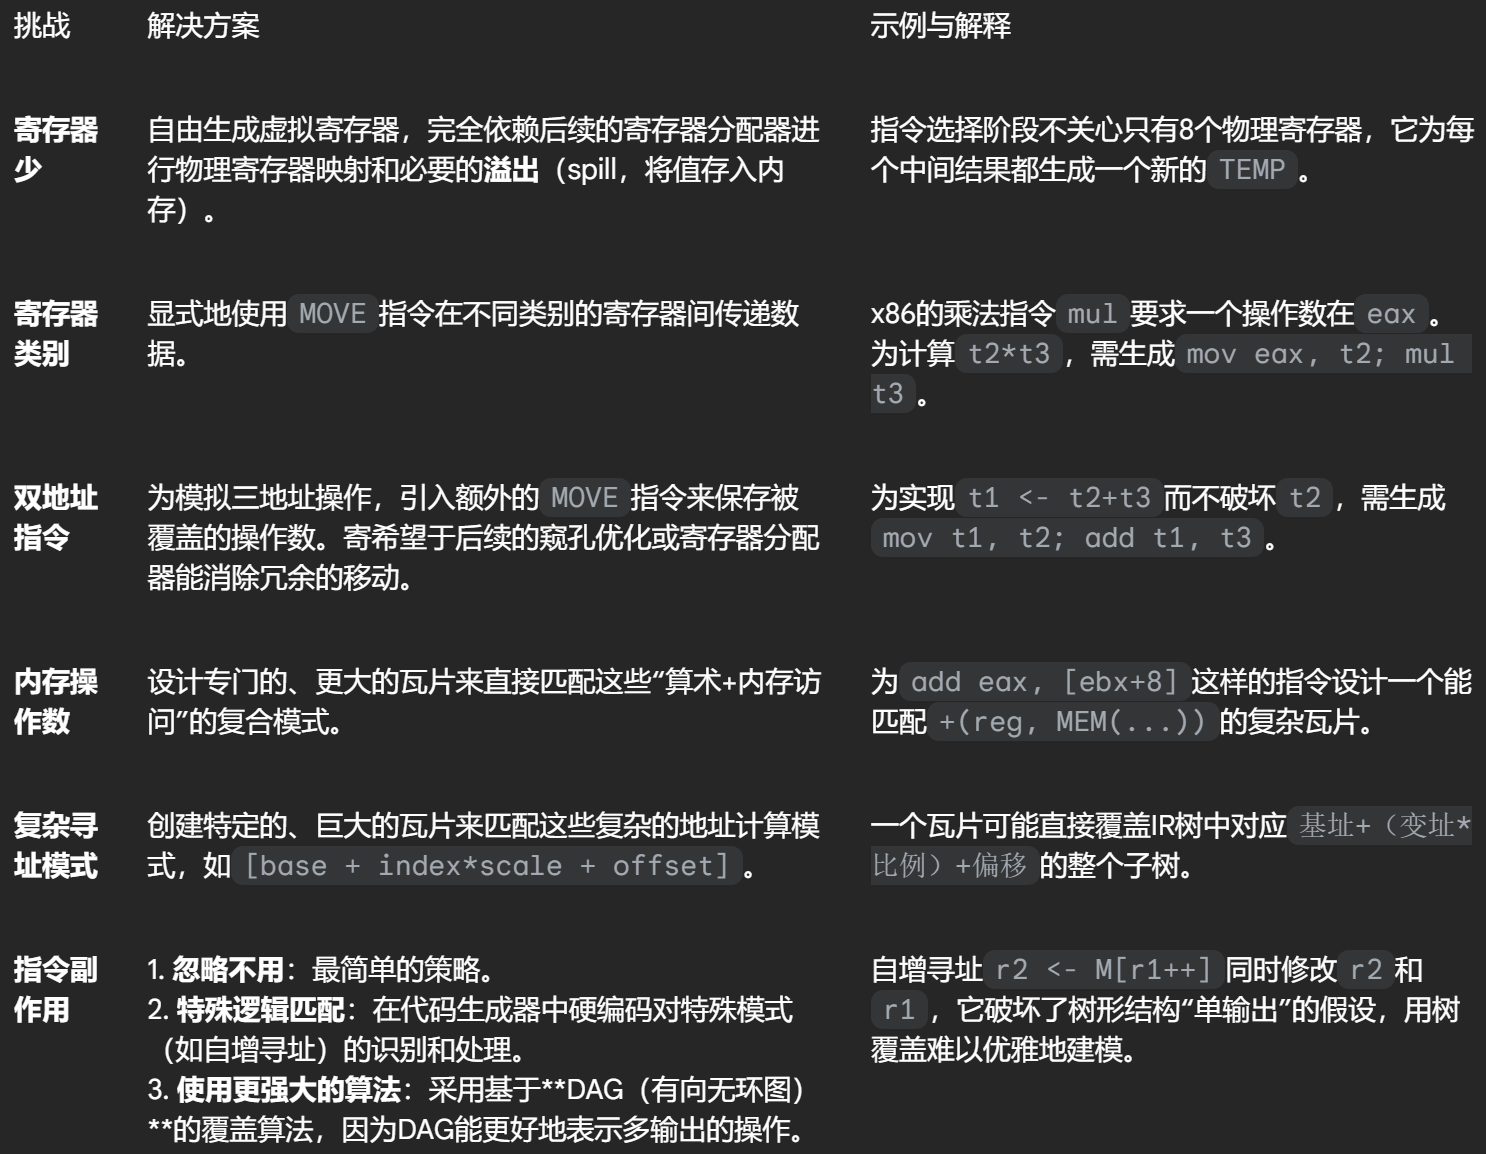 挑战 解决方案 示例与解释
寄存器少 自由生成虚拟寄存器，完全依赖后续的寄存器分配器进
行物理寄存器映射和必要的溢出（spill，将值存入内
存）。
指令选择阶段不关心只有8个物理寄存器，它为每
个中间结果都生成一个新的 TEMP 。
寄存器
类别
显式地使用 MOVE 指令在不同类别的寄存器间传递数
据。
x86的乘法指令 mul 要求一个操作数在 eax 。
为计算 t2*t3 ，需生成 mov eax, t2; mul
t3 。
双地址
指令
为模拟三地址操作，引入额外的 MOVE 指令来保存被
覆盖的操作数。寄希望于后续的窥孔优化或寄存器分配
器能消除冗余的移动。
为实现 t1 <- t2+t3 而不破坏 t2 ，需生成
mov t1, t2; add t1, t3 。
内存操
作数
设计专门的、更大的瓦片来直接匹配这些“算术+内存访
问”的复合模式。
为 add eax, [ebx+8] 这样的指令设计一个能
匹配 +(reg, MEM(...)) 的复杂瓦片。
复杂寻
址模式
创建特定的、巨大的瓦片来匹配这些复杂的地址计算模
式，如 [base + index*scale + offset] 。
一个瓦片可能直接覆盖IR树中对应 基址+（变址*
比例）+偏移 的整个子树。
指令副
作用
1. 忽略不用：最简单的策略。
2. 特殊逻辑匹配：在代码生成器中硬编码对特殊模式
（如自增寻址）的识别和处理。
3. 使用更强大的算法：采用基于**DAG（有向无环图）
**的覆盖算法，因为DAG能更好地表示多输出的操作。
自增寻址 r2 <- M[r1++] 同时修改 r2 和
r1 ，它破坏了树形结构“单输出”的假设，用树
覆盖难以优雅地建模。